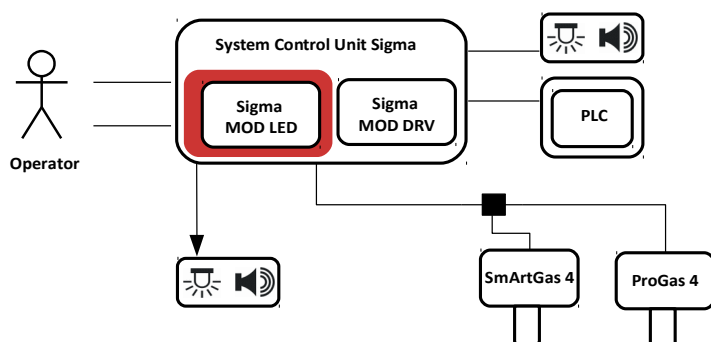 System Control Unit Sigma
Sigma
MOD LED
Sigma
MOD DRV
PLC
Operator
SmArtGas 4
ProGas 4